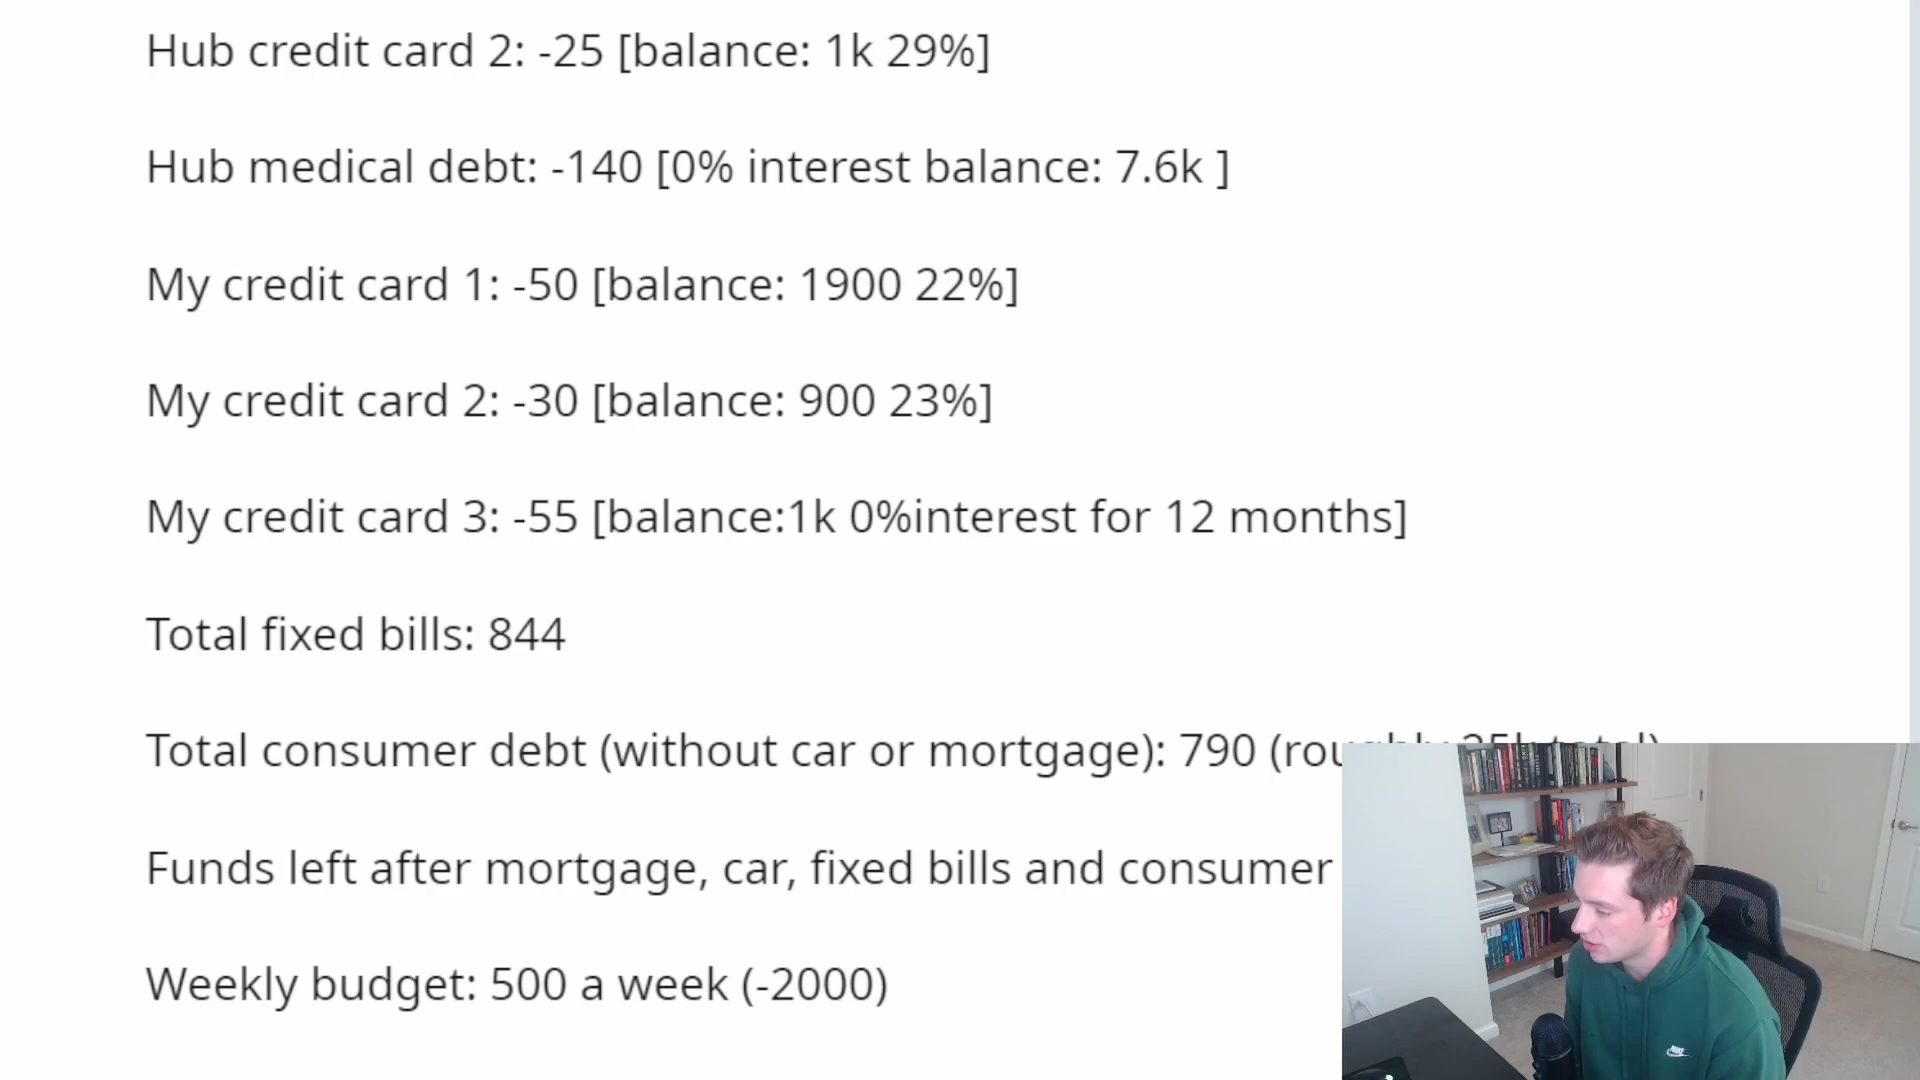 Hub credit card 2: -25 [balance: 1k 29%]
Hub medical debt: -140 [0% interest balance: 7.6k ]
My credit card 1: -50 [balance: 1900 22%]
My credit card 2: -30 [balance: 900 23%]
My credit card 3: -55 [balance:1k 0%interest for 12 months]
Total fixed bills: 844
Total consumer debt (without car or mortgage): 790
Funds left after mortgage, car, fixed bills and consumer
Weekly budget: 500 a week (-2000)